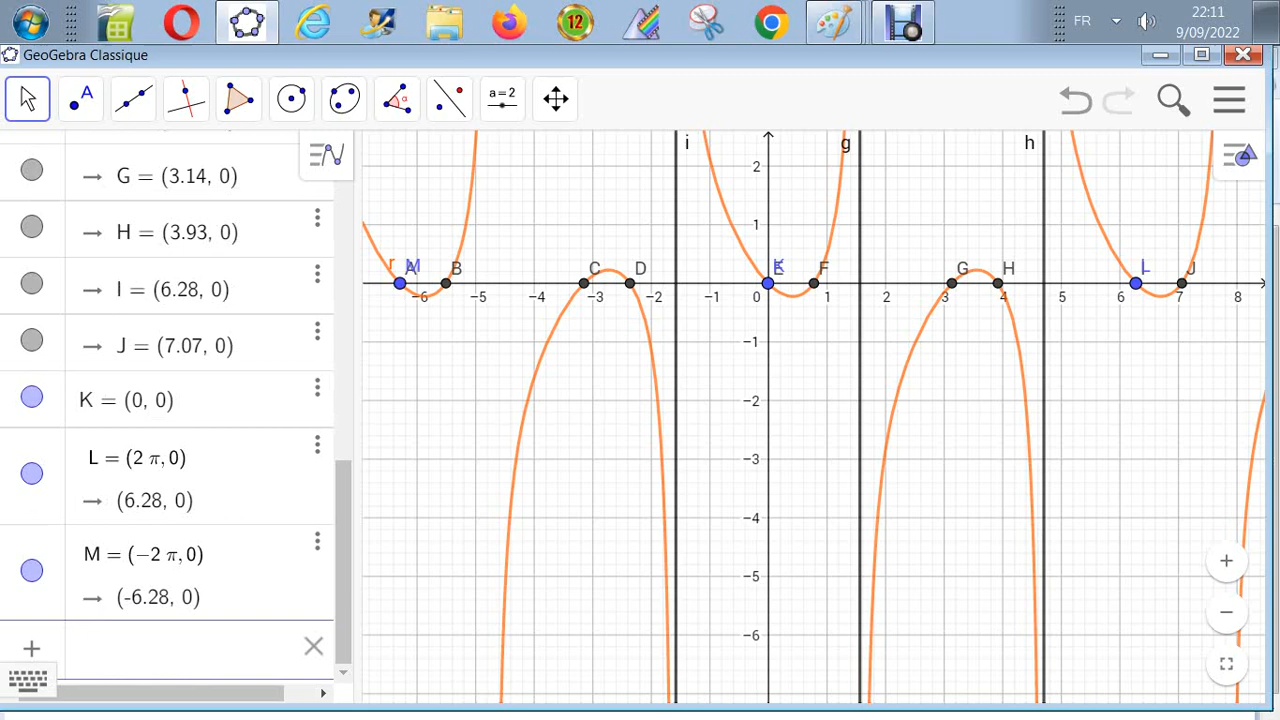 FR
22:11
9/09/2022
12
GeoGebra Classique
A
α
a=2
→ G = (3.14, 0)
→ H = (3.93, 0)
→ I = (6.28, 0)
→ J = (7.07, 0)
K = (0, 0)
L = (2 π,0)
→ (6.28, 0)
M = (−2 π,0)
→ (-6.28, 0)
i
g
h
2
1
A
M
B
C
D
K
F
G
H
L
J
−6
−5
−4
−3
−2
−1
0
1
2
3
4
5
6
7
8
−1
−2
−3
−4
−5
−6